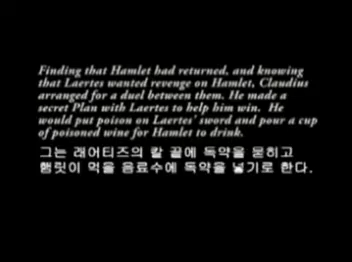 Finding that Hamlet had returned, and knowing
that Laertes wanted revenge on Hamlet, Claudius
arranged for a duel between them. He made a
secret Plan with Laertes to help him win. He
would put poison on Laertes' sword and pour a cup
of poisoned wine for Hamlet to drink.
그는 래어티즈의 칼 끝에 독약을 묻히고
햄릿이 먹을 음료수에 독약을 넣기로 한다.